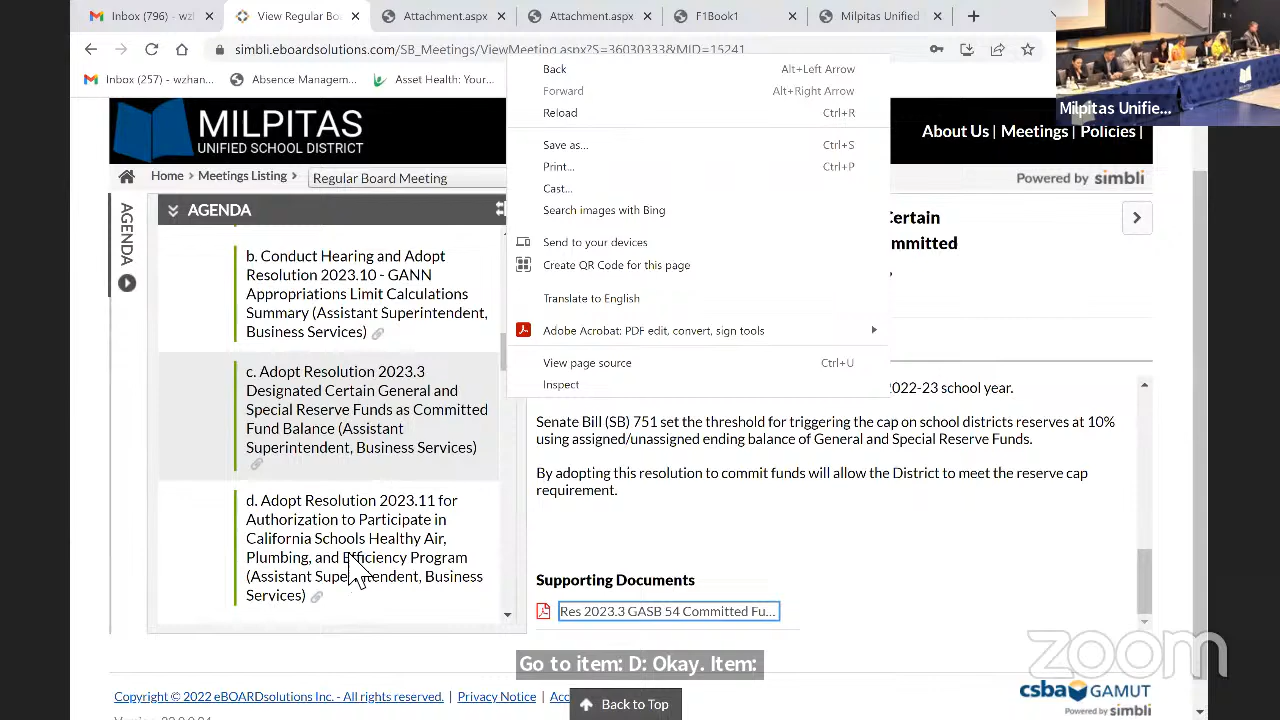 Inbox (796) - wzl
View Regular Bo
Attachment.aspx
Attachment.aspx
F1Book1
Milpitas Unified
simbli.eboardsolutions.com/SB_Meetings/ViewMeeting.aspx?S=36030333&MID=15241
Inbox (257) - wzhan...
Absence Managem...
Asset Health: Your...
Back Alt+Left Arrow
Forward Alt+Right Arrow
Reload Ctrl+R
Save as... Ctrl+S
Print... Ctrl+P
Cast...
Search images with Bing
Send to your devices
Create QR Code for this page
Translate to English
Adobe Acrobat: PDF edit, convert, sign tools
View page source Ctrl+U
Inspect
Milpitas Unifie...
MILPITAS
UNIFIED SCHOOL DISTRICT
About Us | Meetings | Policies |
Home > Meetings Listing > Regular Board Meeting
Powered by simbli
AGENDA
AGENDA
b. Conduct Hearing and Adopt
Resolution 2023.10 - GANN
Appropriations Limit Calculations
Summary (Assistant Superintendent,
Business Services)
c. Adopt Resolution 2023.3
Designated Certain General and
Special Reserve Funds as Committed
Fund Balance (Assistant
Superintendent, Business Services)
d. Adopt Resolution 2023.11 for
Authorization to Participate in
California Schools Healthy Air,
Plumbing, and Efficiency Program
(Assistant Superintendent, Business
Services)
Certain
mmitted
2022-23 school year.
Senate Bill (SB) 751 set the threshold for triggering the cap on school districts reserves at 10%
using assigned/unassigned ending balance of General and Special Reserve Funds.
By adopting this resolution to commit funds will allow the District to meet the reserve cap
requirement.
Supporting Documents
Res 2023.3 GASB 54 Committed Fu...
zoom
Go to item: D: Okay. Item:
Copyright © 2022 eBOARDsolutions Inc. All
Privacy Notice | Acc
Back to Top
csba GAMUT
Powered by simbli